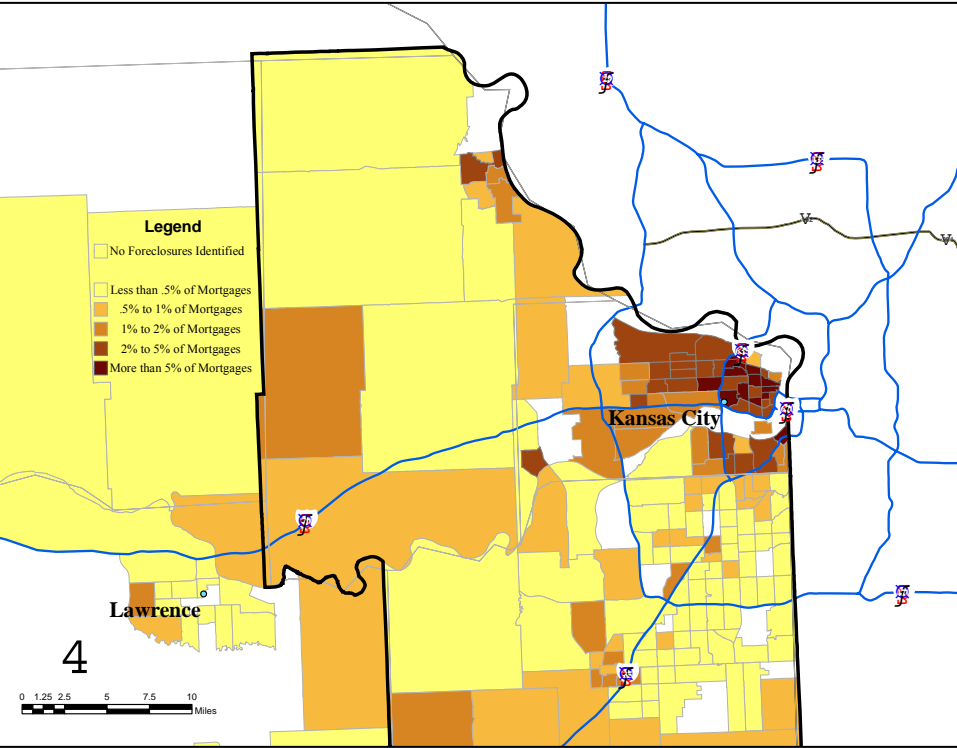 Legend
No Foreclosures Identified
Less than .5% of Mortgages
.5% to 1% of Mortgages
1% to 2% of Mortgages
2% to 5% of Mortgages
More than 5% of Mortgages
Kansas City
Lawrence
4
0 1.25 2.5 5 7.5 10
Miles